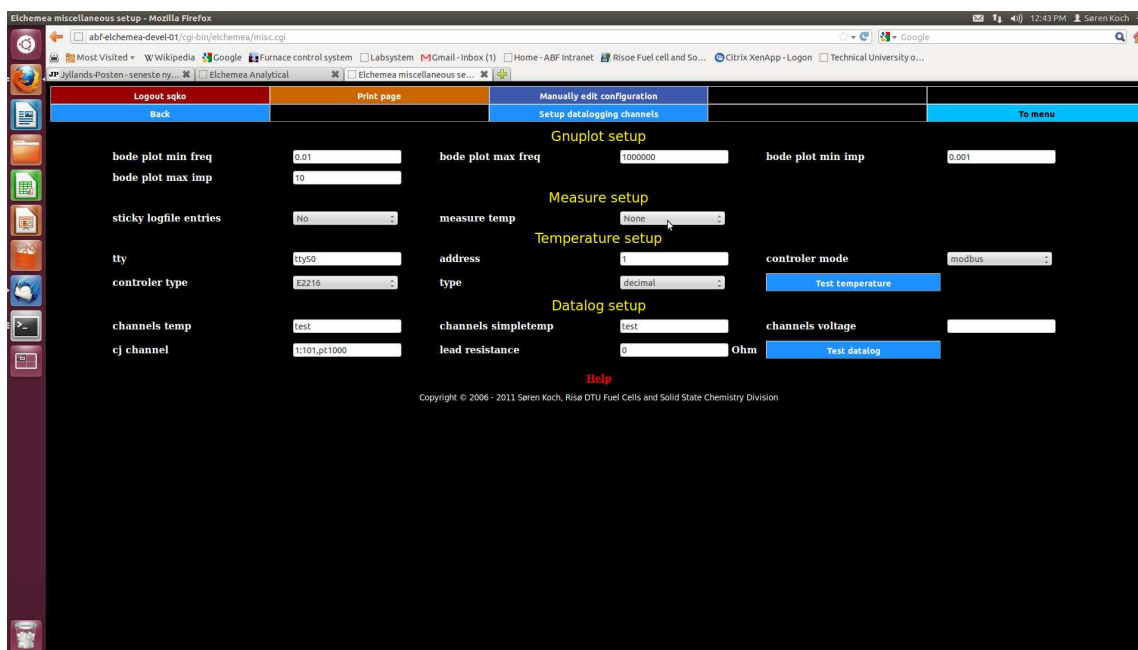 Elchemea miscellaneous setup - Mozilla Firefox 12:43 PM Søren Koch
abf-elchemea-devel-01/cgi-bin/elchemea/misc.cgi Google
Most Visited Wikipedia Google Furnace control system Labsystem Gmail - Inbox (1) Home - ABF Intranet Risoe Fuel cell and So... Citrix XenApp - Logon Technical University o...
JP Jyllands-Posten - seneste ny... Elchemea Analytical Elchemea miscellaneous se...
Logout sqko Print page Manually edit configuration
Back Setup datalogging channels To menu
Gnuplot setup
bode plot min freq 0.01 bode plot max freq 1000000 bode plot min imp 0.001
bode plot max imp 10
Measure setup
sticky logfile entries No measure temp None
Temperature setup
tty ttyS0 address 1 controler mode modbus
controler type E2216 type decimal Test temperature
Datalog setup
channels temp test channels simpletemp test channels voltage
cj channel 1:101,pt1000 lead resistance 0 Ohm Test datalog
Help
Copyright © 2006 - 2011 Søren Koch, Risø DTU Fuel Cells and Solid State Chemistry Division